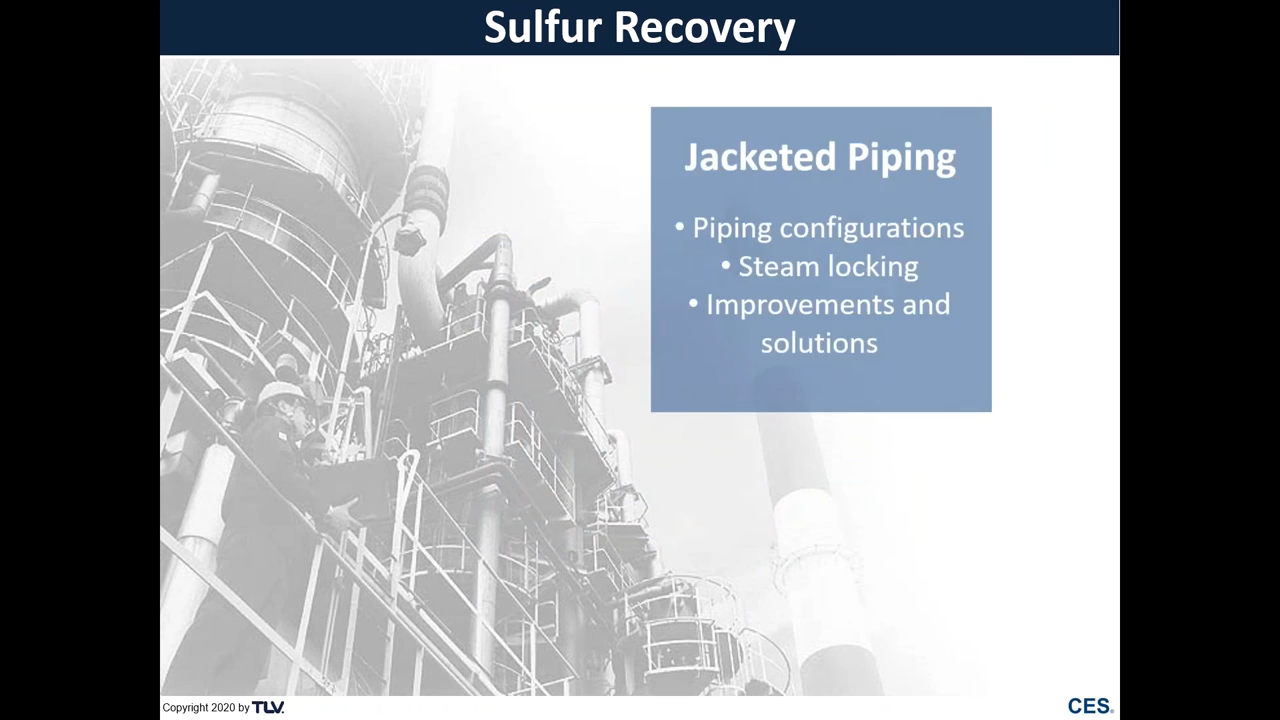 Sulfur Recovery
Jacketed Piping
• Piping configurations
• Steam locking
• Improvements and
solutions
Copyright 2020 by TLV.
CES®